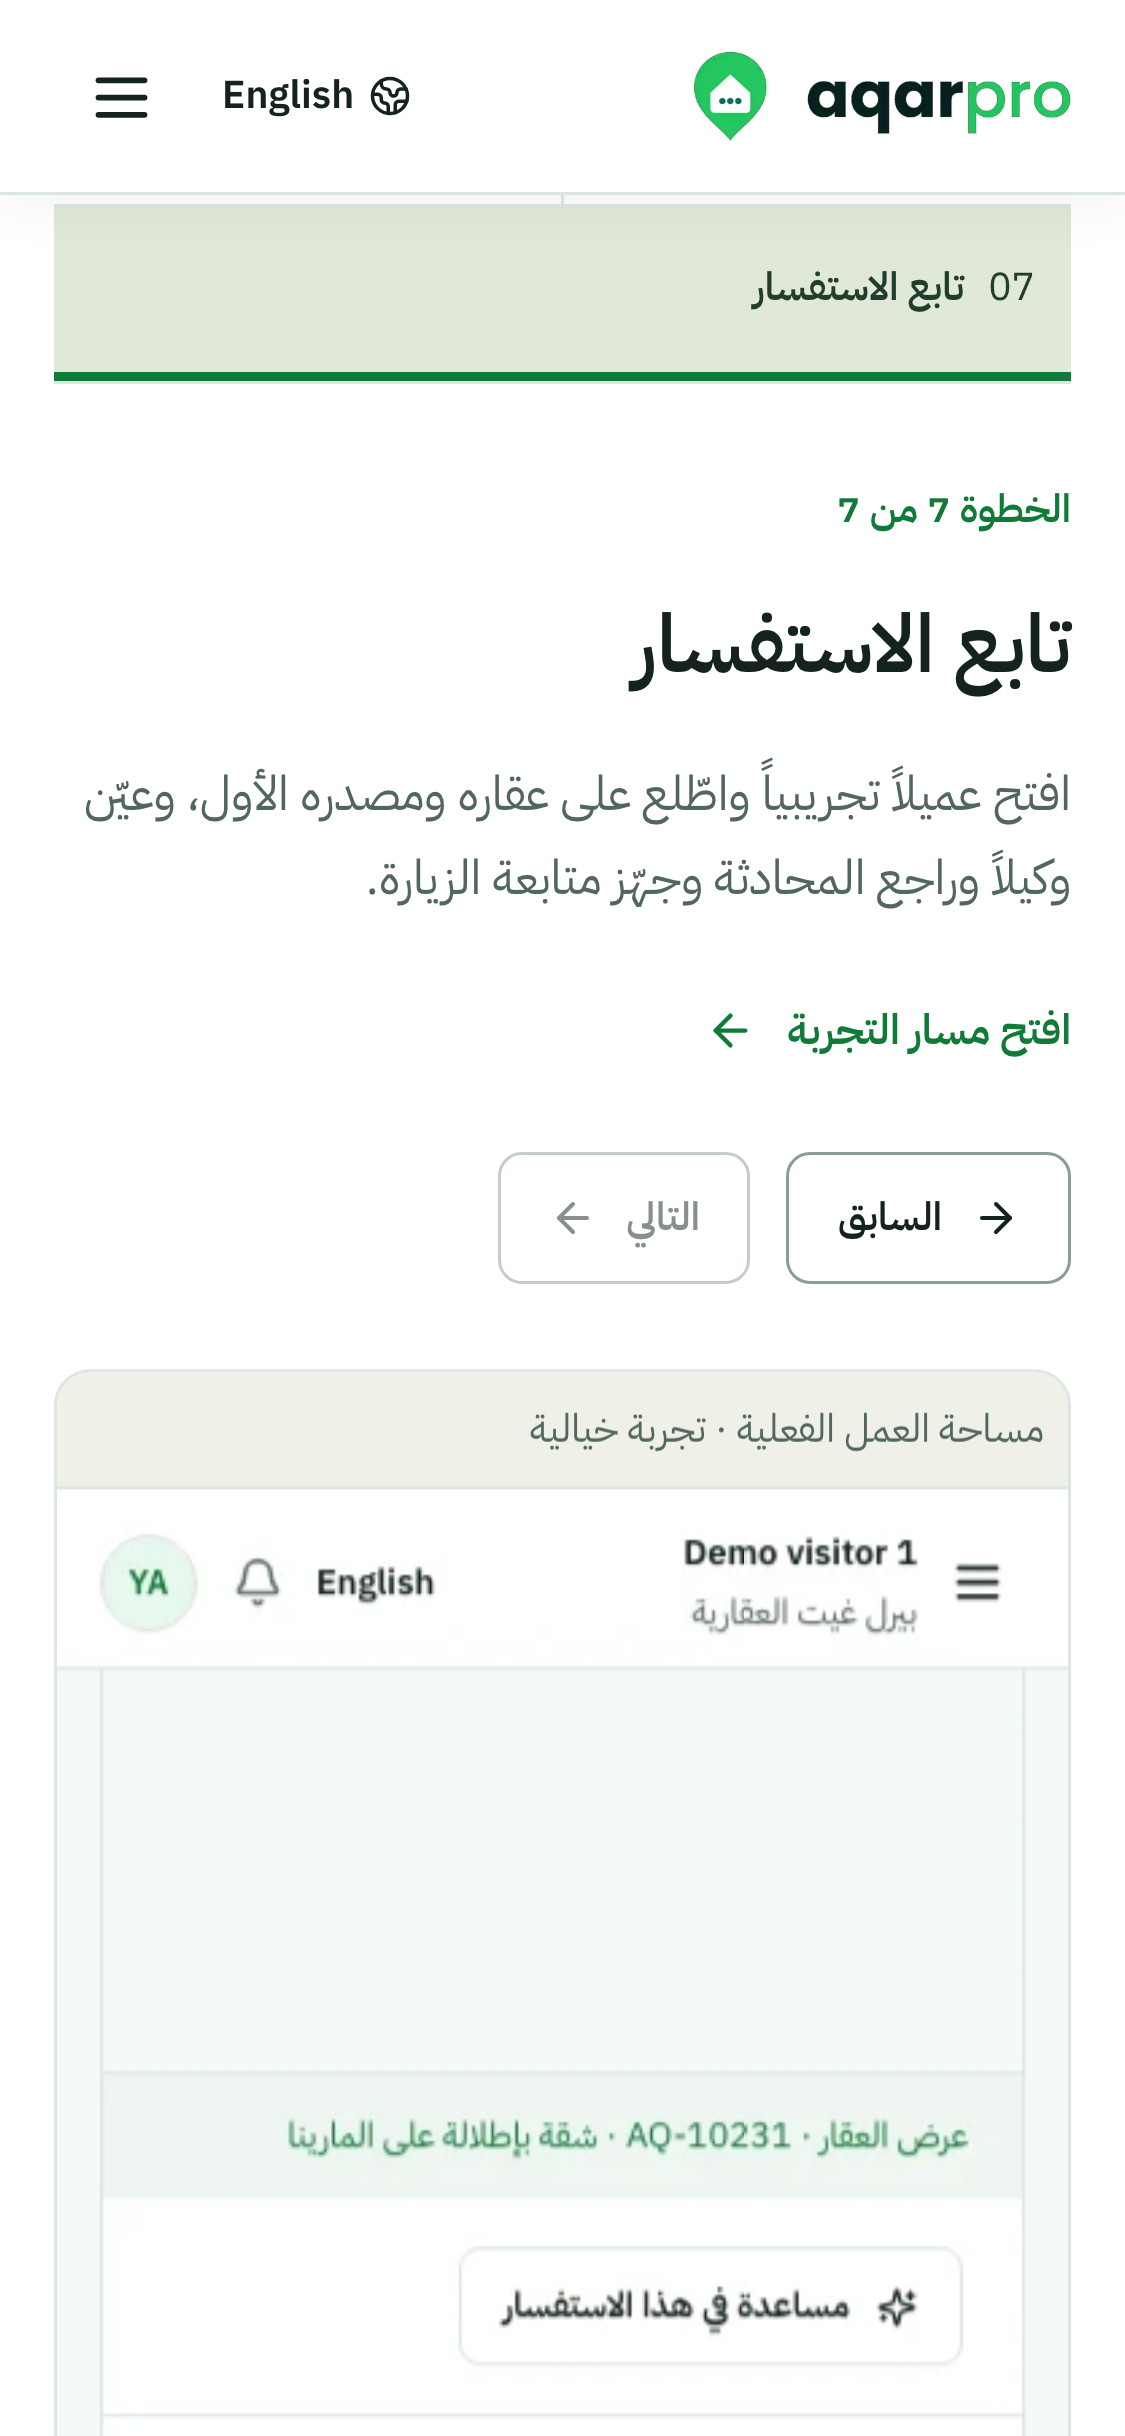 aqarpro
English
07 تابع الاستفسار
الخطوة 7 من 7
تابع الاستفسار
افتح عميلاً تجريبياً واطّلع على عقاره ومصدره الأول، وعيّن
وكيلاً وراجع المحادثة وجهّز متابعة الزيارة.
افتح مسار التجربة
السابق
التالي
مساحة العمل الفعلية · تجربة خيالية
Demo visitor 1
بيرل غيت العقارية
English
YA
عرض العقار · AQ-10231 · شقة بإطلالة على المارينا
مساعدة في هذا الاستفسار